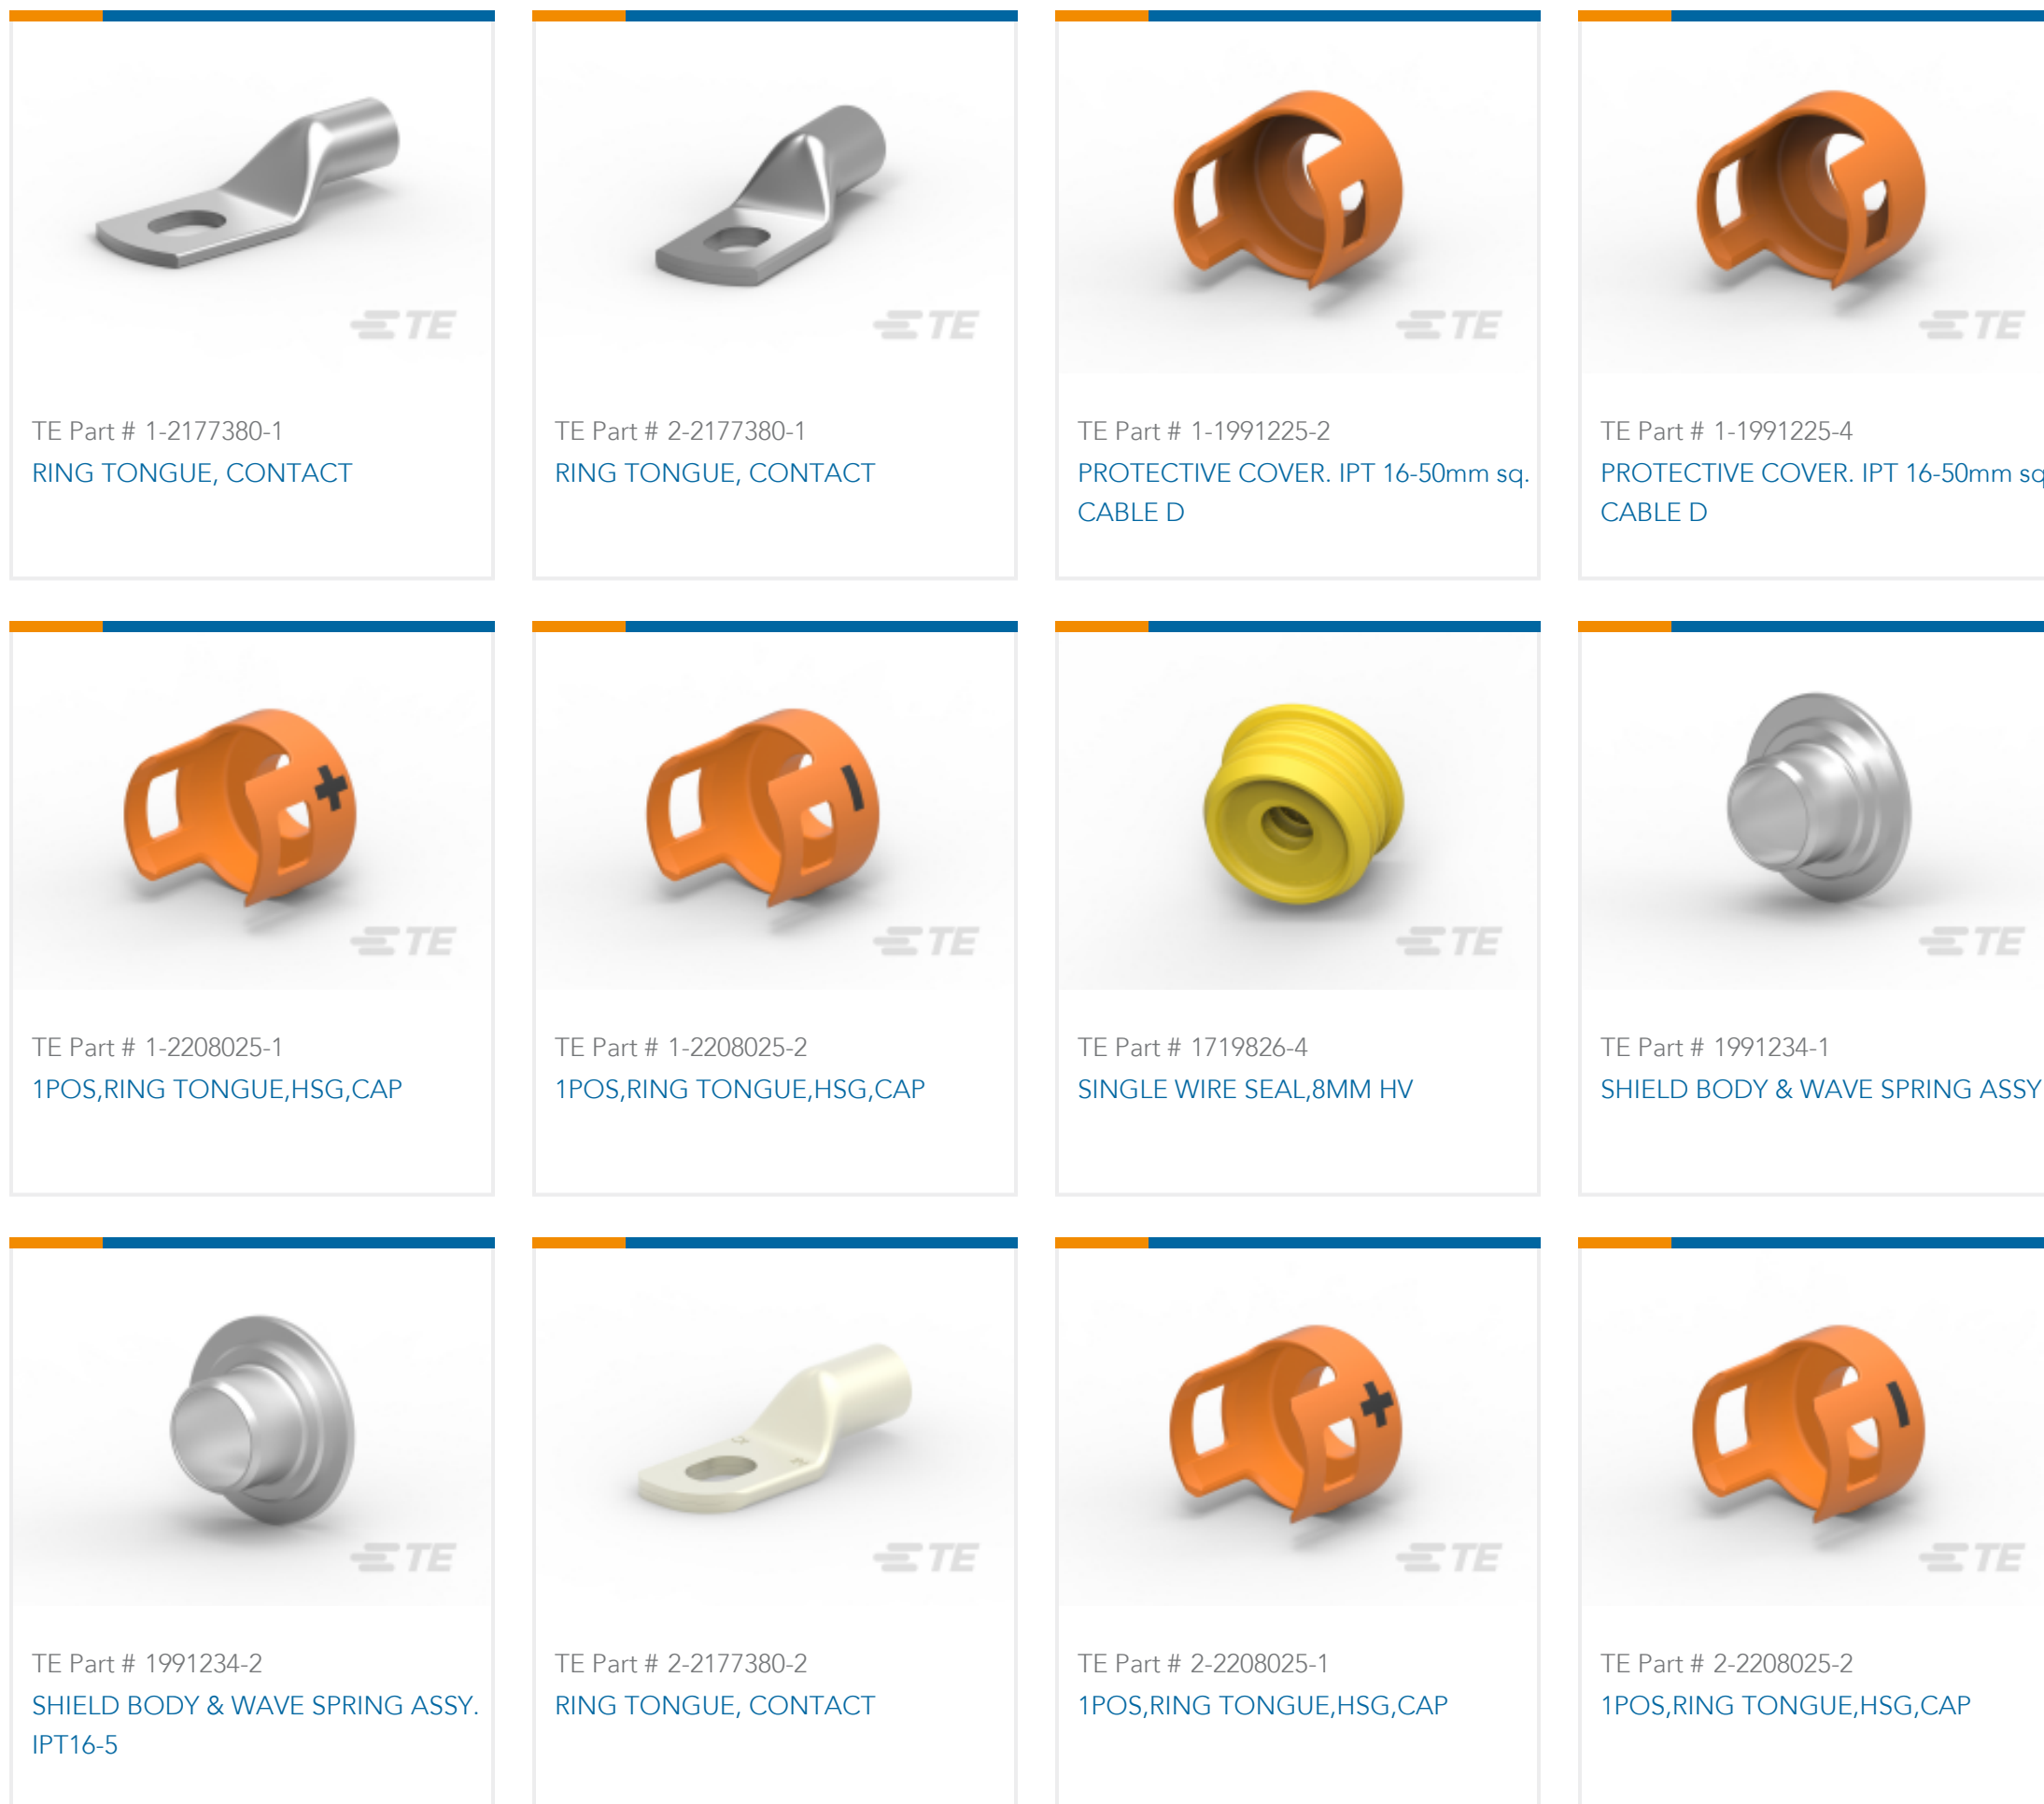 TE
TE
TE
TE
TE Part # 1-2177380-1
RING TONGUE, CONTACT
TE Part # 2-2177380-1
RING TONGUE, CONTACT
TE Part # 1-1991225-2
PROTECTIVE COVER. IPT 16-50mm sq.
CABLE D
TE Part # 1-1991225-4
PROTECTIVE COVER. IPT 16-50mm sq
CABLE D
TE
TE
TE
TE
TE Part # 1-2208025-1
1POS,RING TONGUE,HSG,CAP
TE Part # 1-2208025-2
1POS,RING TONGUE,HSG,CAP
TE Part # 1719826-4
SINGLE WIRE SEAL,8MM HV
TE Part # 1991234-1
SHIELD BODY & WAVE SPRING ASSY
TE
TE
TE
TE
TE Part # 1991234-2
SHIELD BODY & WAVE SPRING ASSY.
IPT16-5
TE Part # 2-2177380-2
RING TONGUE, CONTACT
TE Part # 2-2208025-1
1POS,RING TONGUE,HSG,CAP
TE Part # 2-2208025-2
1POS,RING TONGUE,HSG,CAP